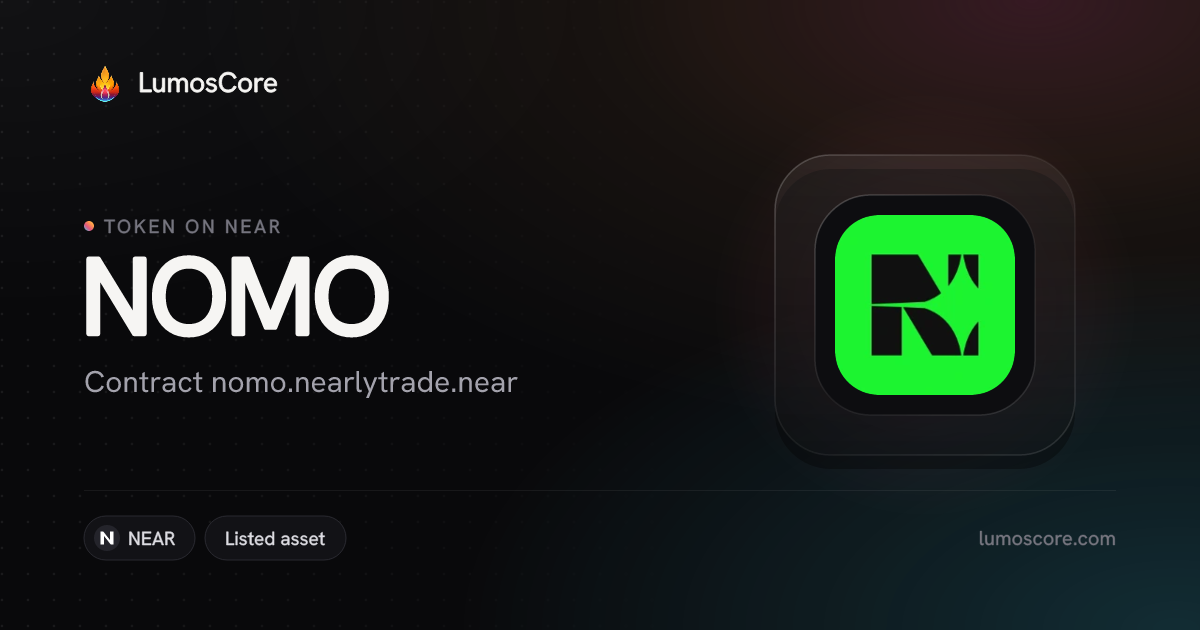 LumosCore
TOKEN ON NEAR
NOMO
Contract nomo.nearlytrade.near
N NEAR
Listed asset
lumoscore.com